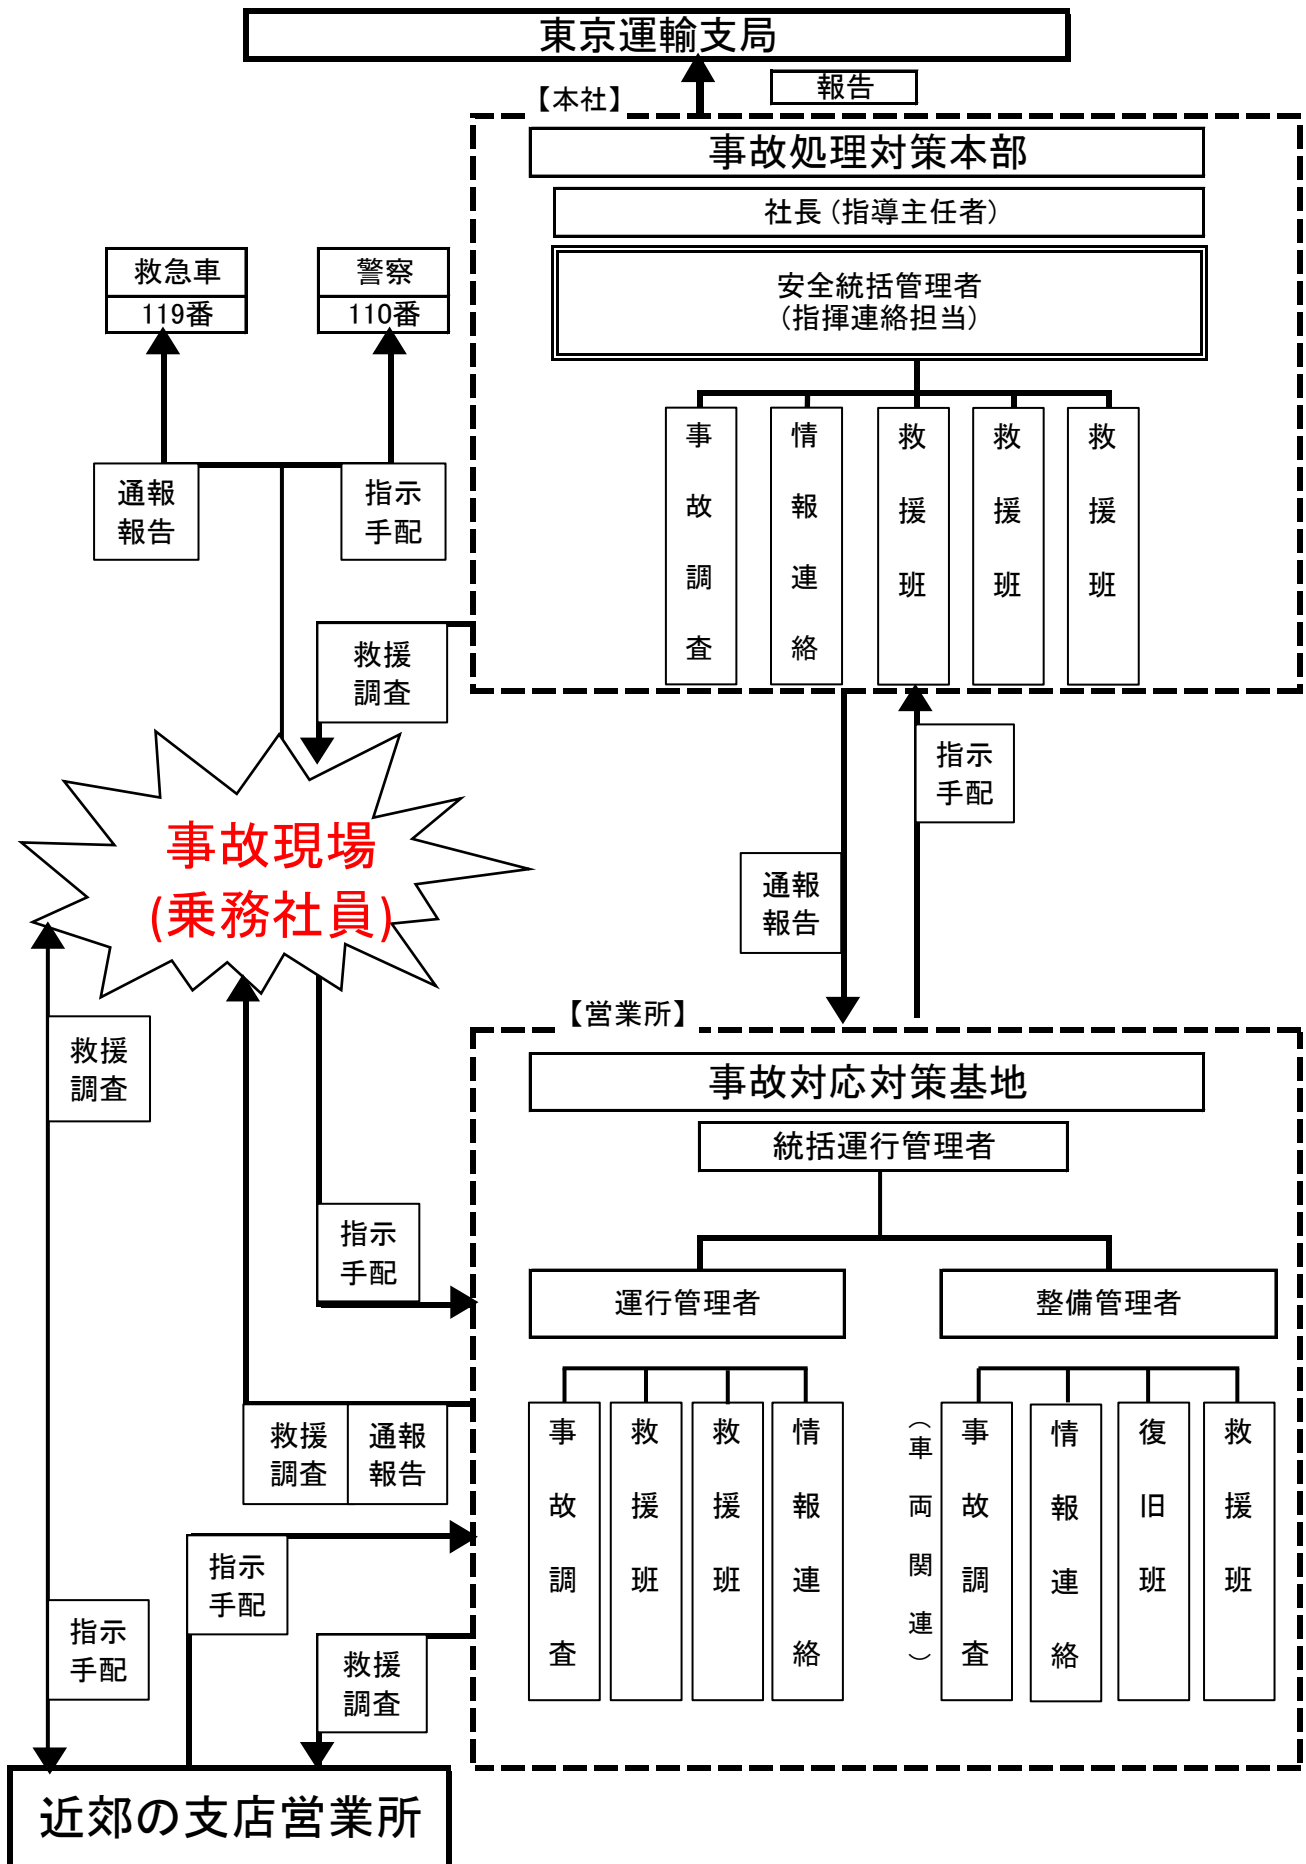 東京運輸支局
報告
【本社】
事故処理対策本部
社長（指導主任者）
安全統括管理者
（指揮連絡担当）
事故調査
情報連絡
救援班
救援班
救援班
救急車
119番
警察
110番
通報
報告
指示
手配
救援
調査
事故現場
(乗務社員)
指示
手配
通報
報告
【営業所】
事故対応対策基地
統括運行管理者
運行管理者
整備管理者
事故調査
救援班
救援班
情報連絡
（車両関連）
事故調査
情報連絡
復旧班
救援班
救援
調査
指示
手配
救援
調査
通報
報告
指示
手配
指示
手配
救援
調査
近郊の支店営業所